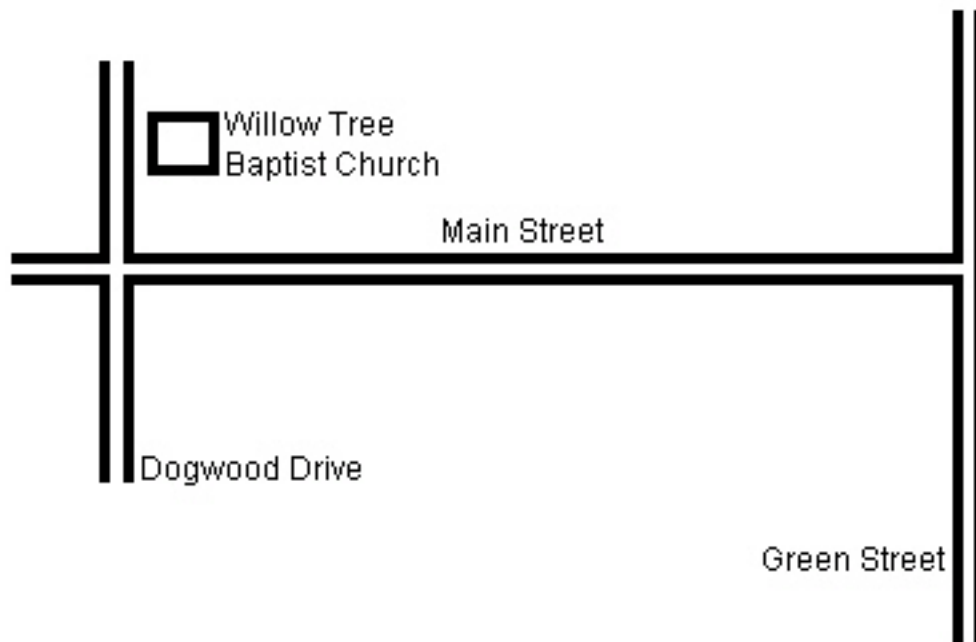 Willow Tree
Baptist Church
Main Street
Dogwood Drive
Green Street